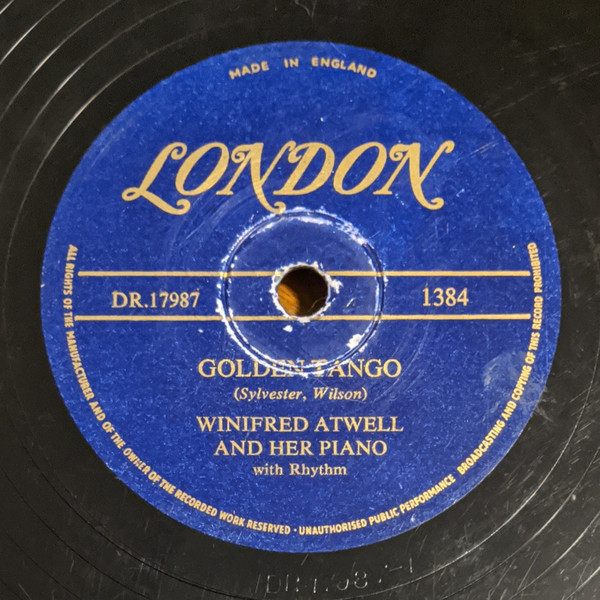 MADE IN ENGLAND
LONDON
DR.17987
1384
GOLDEN TANGO
(Sylvester, Wilson)
WINIFRED ATWELL
AND HER PIANO
with Rhythm
ALL RIGHTS OF THE MANUFACTURER AND OF THE OWNER OF THE RECORDED WORK RESERVED · UNAUTHORISED PUBLIC PERFORMANCE BROADCASTING AND COPYING OF THIS RECORD PROHIBITED